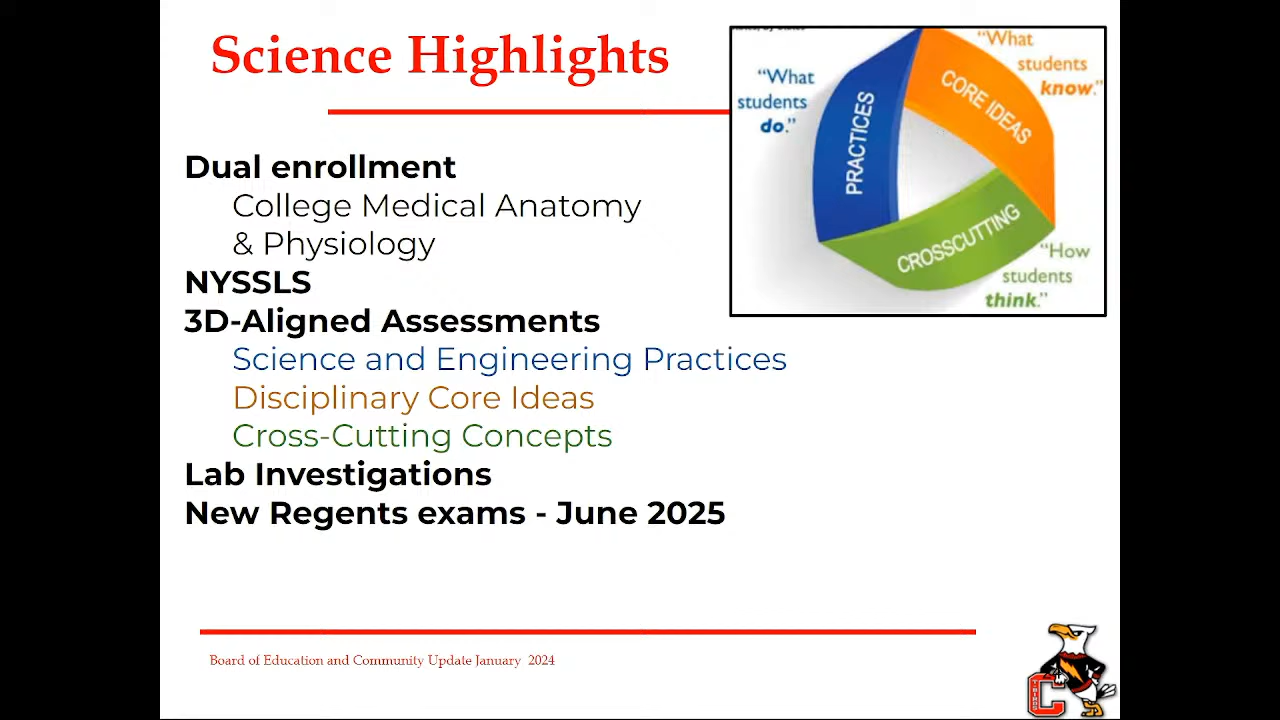 Science Highlights
Dual enrollment
College Medical Anatomy
& Physiology
NYSSLS
3D-Aligned Assessments
Science and Engineering Practices
Disciplinary Core Ideas
Cross-Cutting Concepts
Lab Investigations
New Regents exams - June 2025
"What
students
do."
PRACTICES
"What
students
know."
CORE IDEAS
CROSSCUTTING
"How
students
think."
Board of Education and Community Update January 2024
C